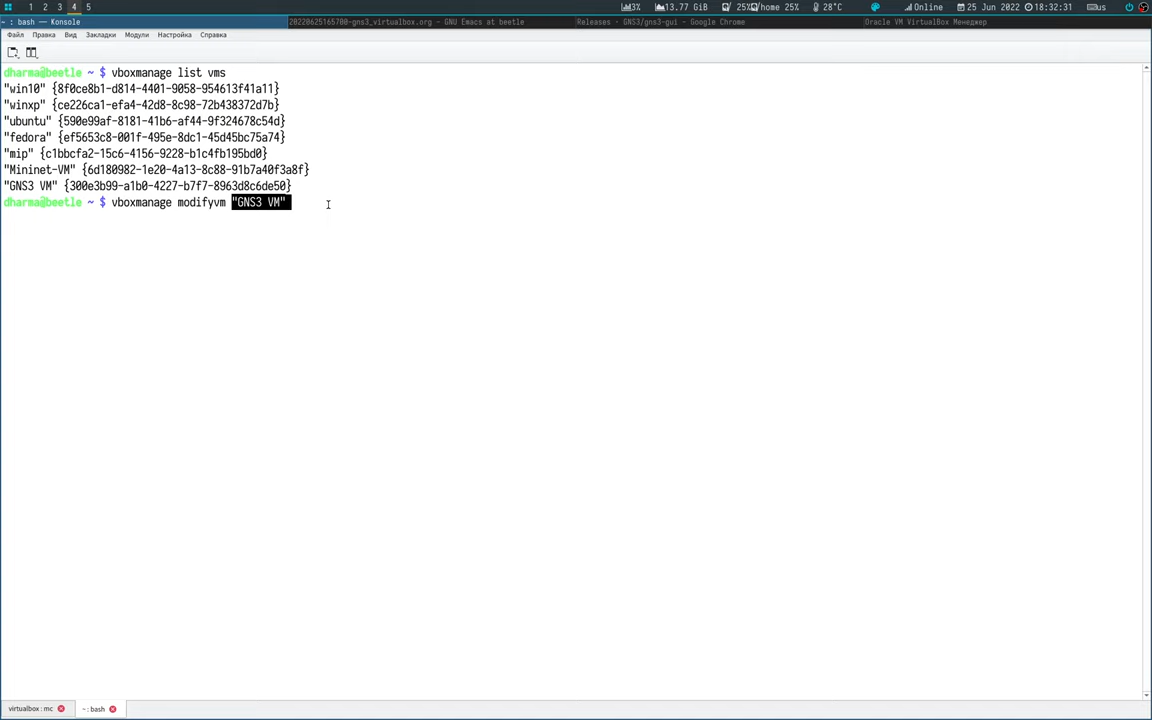 1 2 3 4 5 3% 13.77 GiB 25% /home 25% 28°C Online 25 Jun 2022 18:32:31 us
~ : bash — Konsole 20220625165700-gns3_virtualbox.org - GNU Emacs at beetle Releases · GNS3/gns3-gui - Google Chrome Oracle VM VirtualBox Менеджер
Файл Правка Вид Закладки Модули Настройка Справка
dharma@beetle ~ $ vboxmanage list vms
"win10" {8f0ce8b1-d814-4401-9058-954613f41a11}
"winxp" {ce226ca1-efa4-42d8-8c98-72b438372d7b}
"ubuntu" {590e99af-8181-41b6-af44-9f324678c54d}
"fedora" {ef5653c8-001f-495e-8dc1-45d45bc75a74}
"mip" {c1bbcfa2-15c6-4156-9228-b1c4fb195bd0}
"Mininet-VM" {6d180982-1e20-4a13-8c88-91b7a40f3a8f}
"GNS3 VM" {300e3b99-a1b0-4227-b7f7-8963d8c6de50}
dharma@beetle ~ $ vboxmanage modifyvm "GNS3 VM"
virtualbox : mc ~ : bash